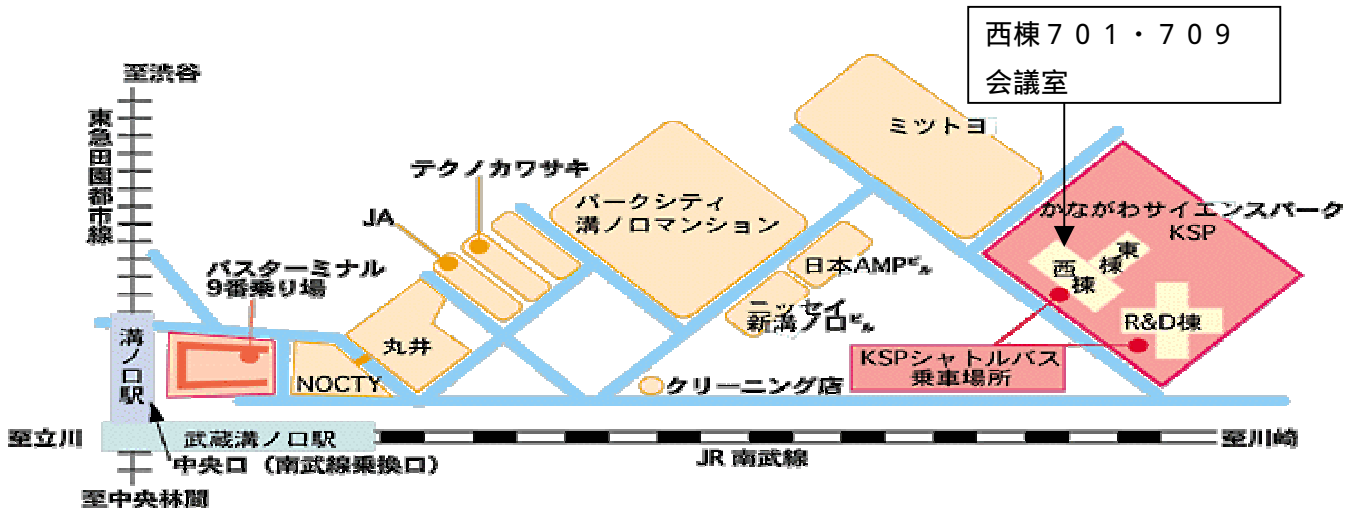 西棟７０１・７０９
会議室
至渋谷
東急田園都市線
テクノカワサキ
JA
バスターミナル
9番乗り場
丸井
NOCTY
溝ノ口駅
武蔵溝ノ口駅
至立川
中央口（南武線乗換口）
至中央林間
パークシティ
溝ノ口マンション
ミツトヨ
日本AMPビル
ニッセイ
新溝ノ口ビル
クリーニング店
かながわサイエンスパーク
KSP
西棟
東棟
R&D棟
KSPシャトルバス
乗車場所
JR 南武線
至川崎